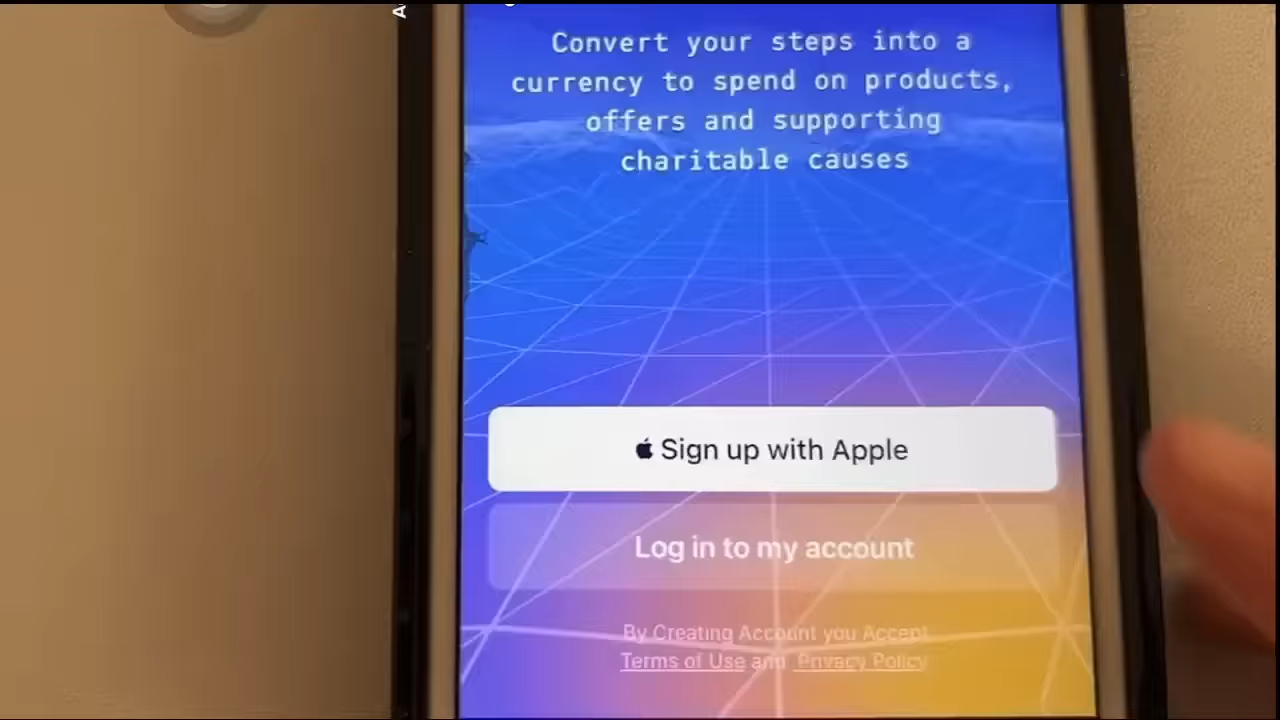 Convert your steps into a
currency to spend on products,
offers and supporting
charitable causes
Sign up with Apple
Log in to my account
By Creating Account you Accept
Terms of Use and Privacy Policy